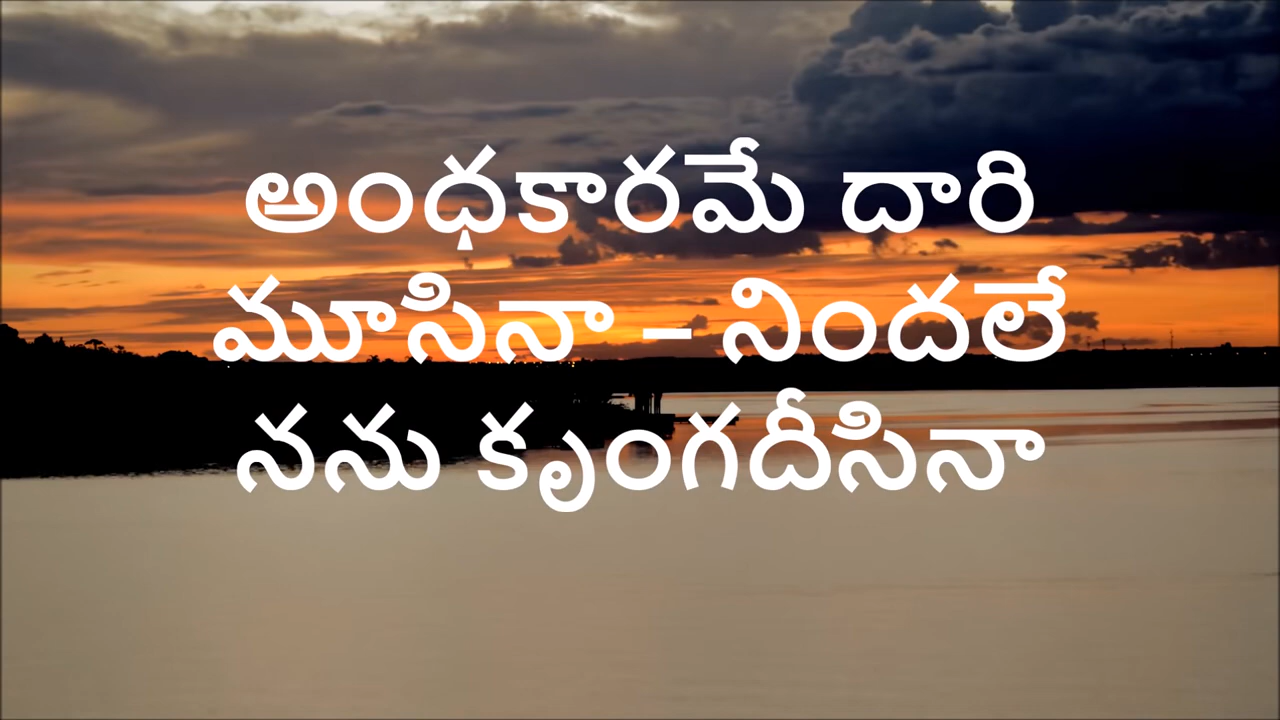 అంధకారమే దారి
మూసినా – నిందలే
నను కృంగదీసినా